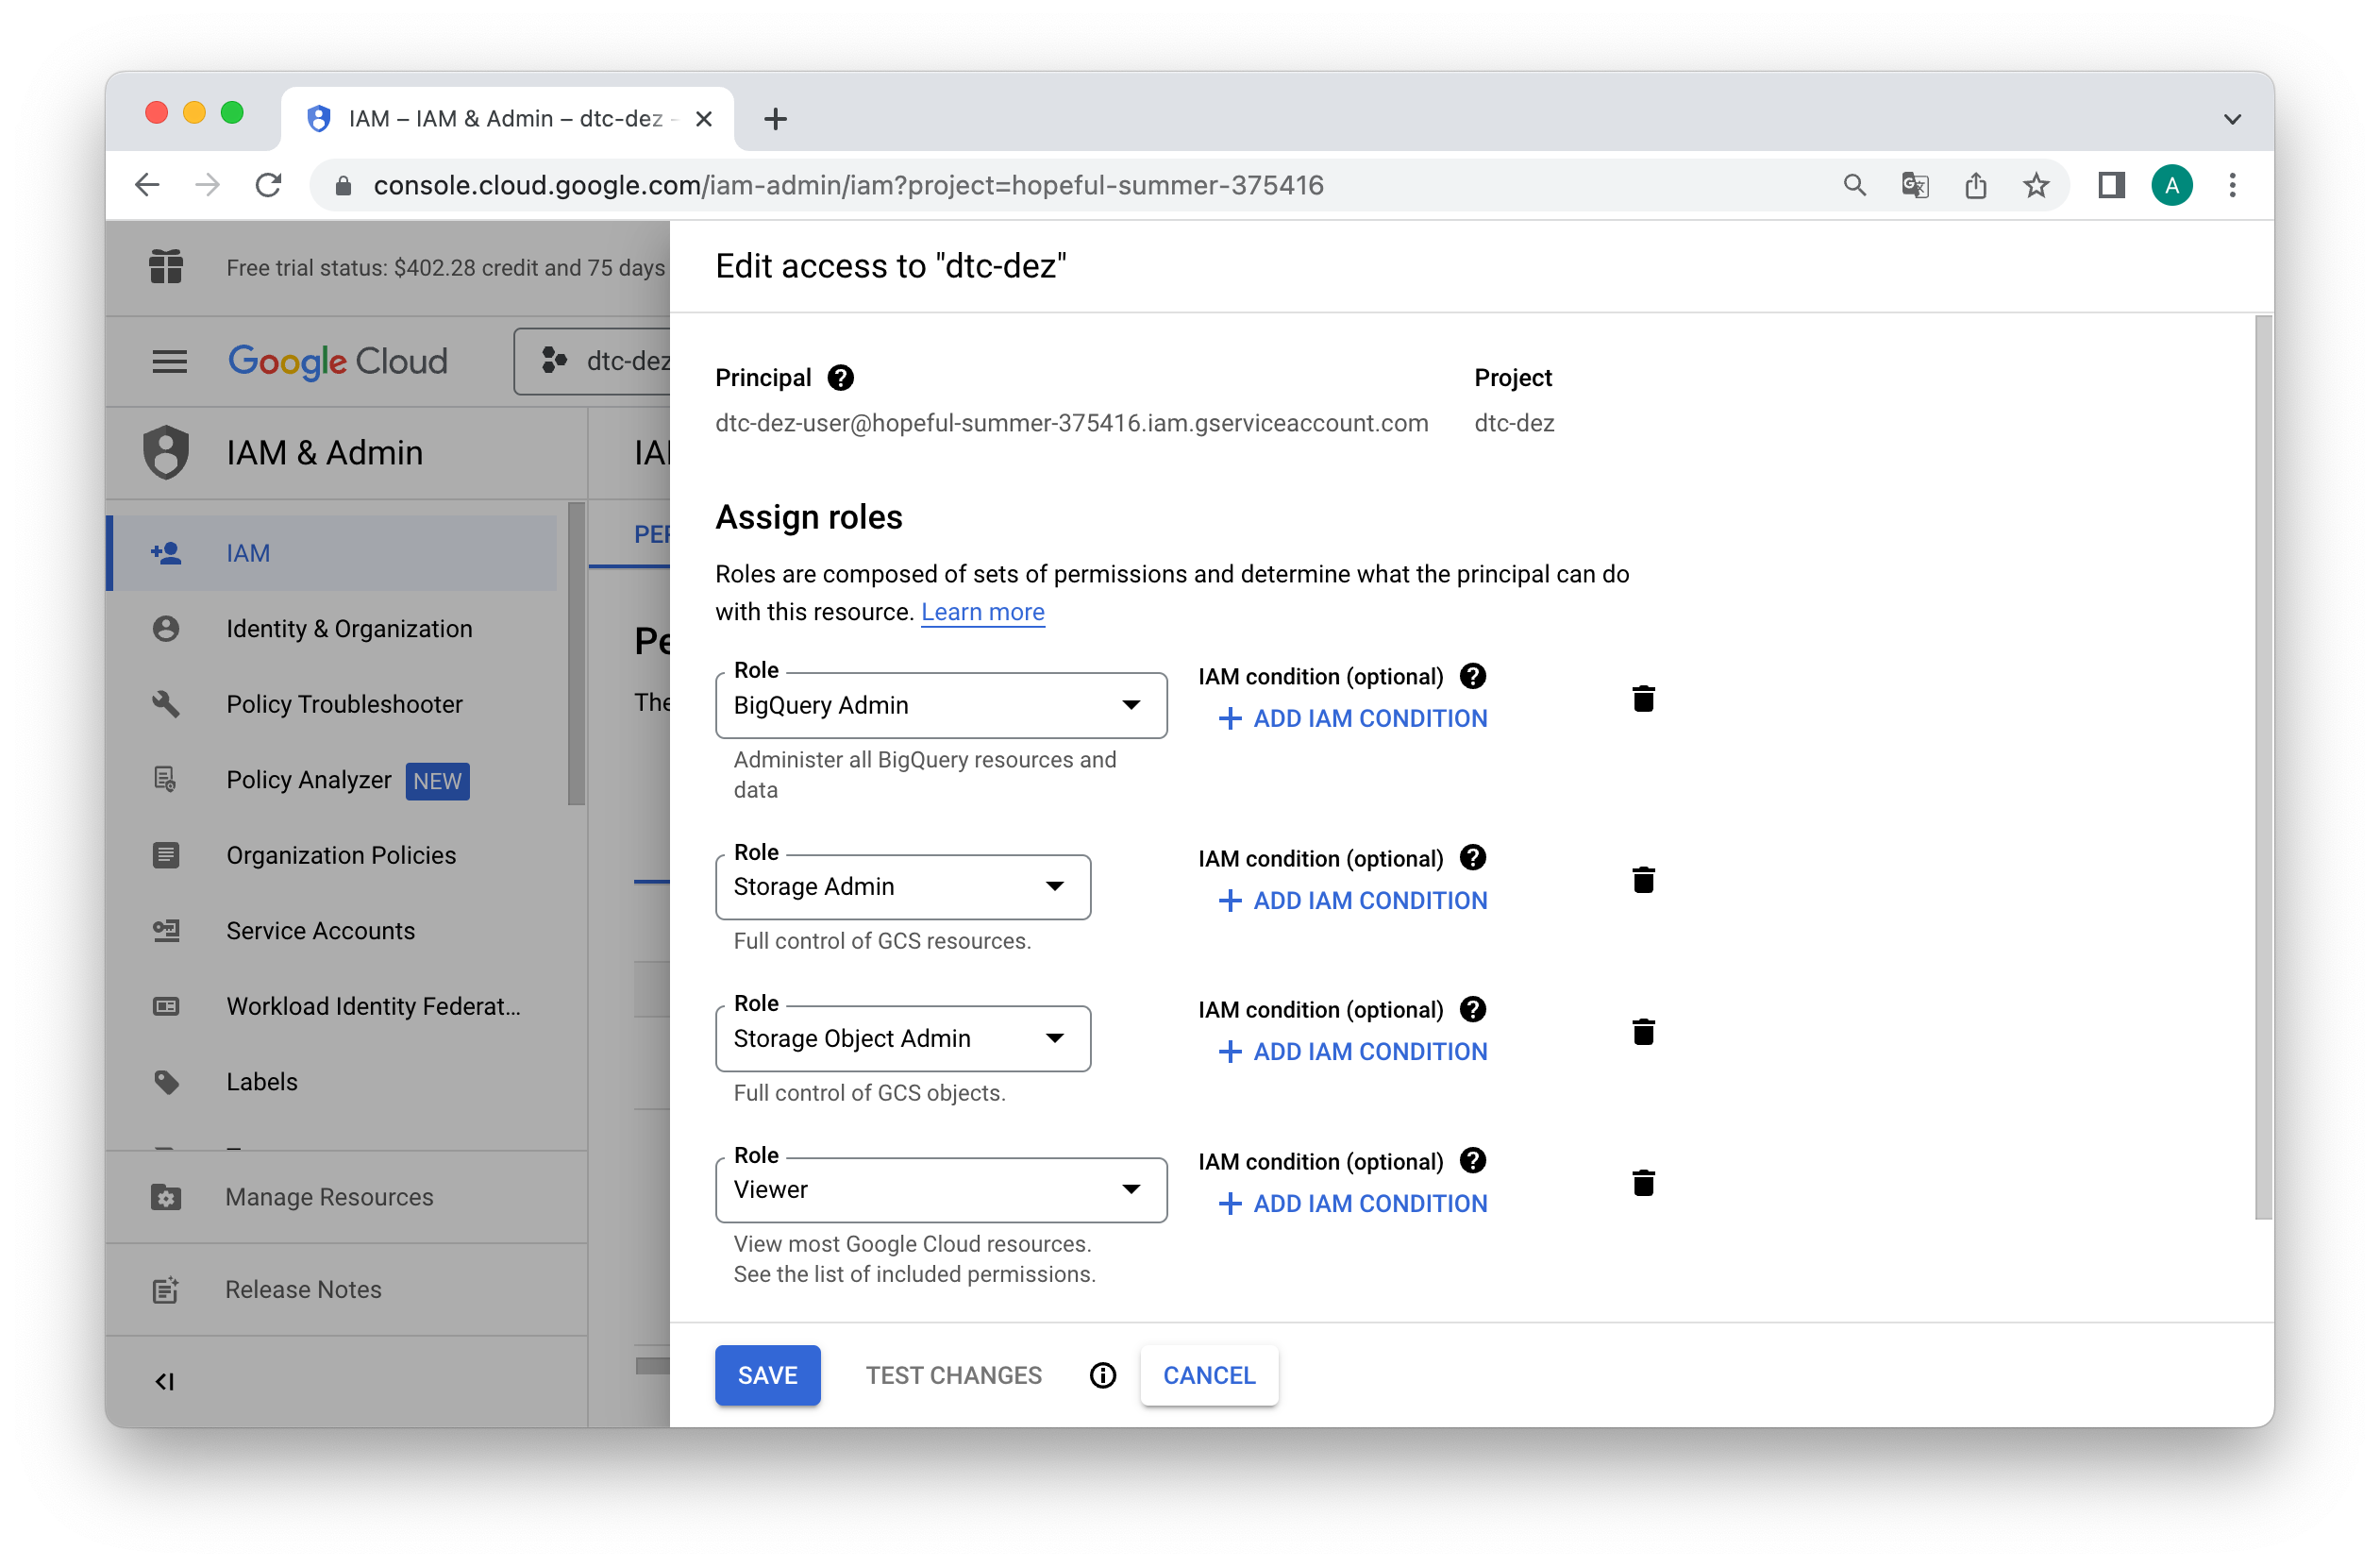 IAM – IAM & Admin – dtc-dez -
console.cloud.google.com/iam-admin/iam?project=hopeful-summer-375416
A
Free trial status: $402.28 credit and 75 days
Google Cloud
dtc-dez
IAM & Admin
IAM
Identity & Organization
Policy Troubleshooter
Policy Analyzer NEW
Organization Policies
Service Accounts
Workload Identity Federat...
Labels
Manage Resources
Release Notes
The
Edit access to "dtc-dez"
Principal
Project
dtc-dez-user@hopeful-summer-375416.iam.gserviceaccount.com
dtc-dez
Assign roles
Roles are composed of sets of permissions and determine what the principal can do
with this resource. Learn more
Role
BigQuery Admin
IAM condition (optional)
ADD IAM CONDITION
Administer all BigQuery resources and
data
Role
Storage Admin
IAM condition (optional)
ADD IAM CONDITION
Full control of GCS resources.
Role
Storage Object Admin
IAM condition (optional)
ADD IAM CONDITION
Full control of GCS objects.
Role
Viewer
IAM condition (optional)
ADD IAM CONDITION
View most Google Cloud resources.
See the list of included permissions.
SAVE
TEST CHANGES
CANCEL